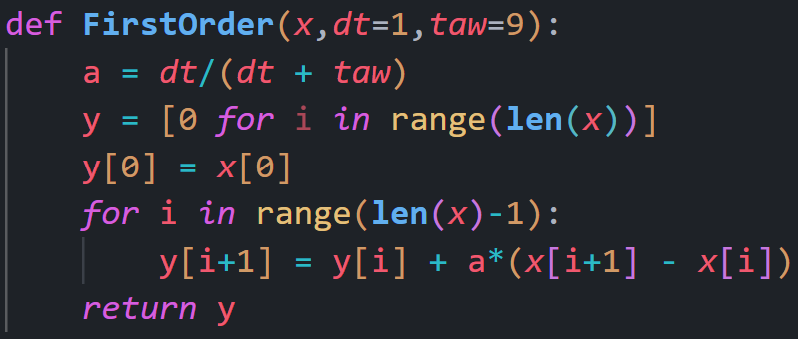 def FirstOrder(x,dt=1,taw=9):
    a = dt/(dt + taw)
    y = [0 for i in range(len(x))]
    y[0] = x[0]
    for i in range(len(x)-1):
        y[i+1] = y[i] + a*(x[i+1] - x[i])
    return y